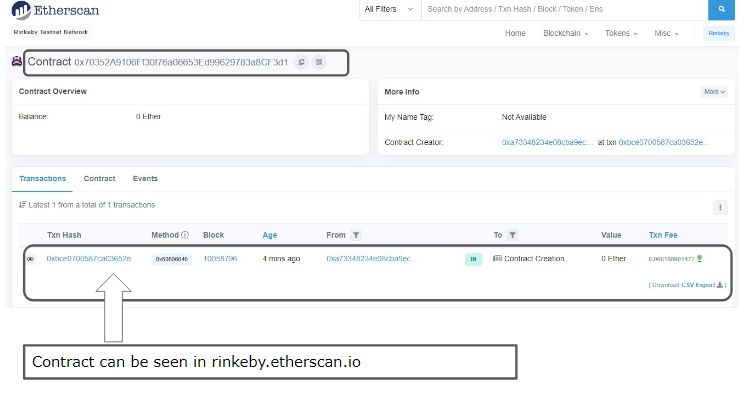 Etherscan
All Filters
Search by Address / Txn Hash / Block / Token / Ens
Rinkeby Testnet Network
Home Blockchain Tokens Misc Rinkeby
Contract 0x70352A9106Ff30f76a06653Ed99629783a8CF3d1
Contract Overview
More Info
More
Balance: 0 Ether
My Name Tag: Not Available
Contract Creator: 0xa73348234e08cba9ec... at txn 0xbce0700587ca03652e...
Transactions Contract Events
Latest 1 from a total of 1 transactions
Txn Hash Method Block Age From To Value Txn Fee
0xbce0700587ca03652e... 0x60806040 10058796 4 mins ago 0xa73348234e08cba9ec... IN Contract Creation 0 Ether
[ Download CSV Export ]
Contract can be seen in rinkeby.etherscan.io